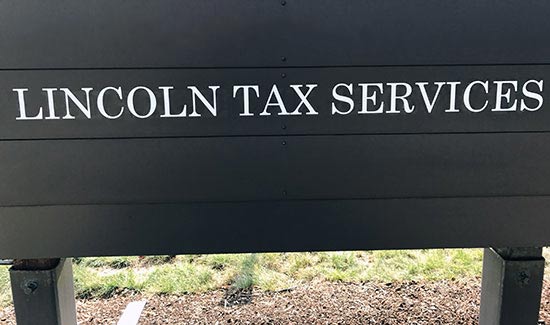 LINCOLN TAX SERVICES